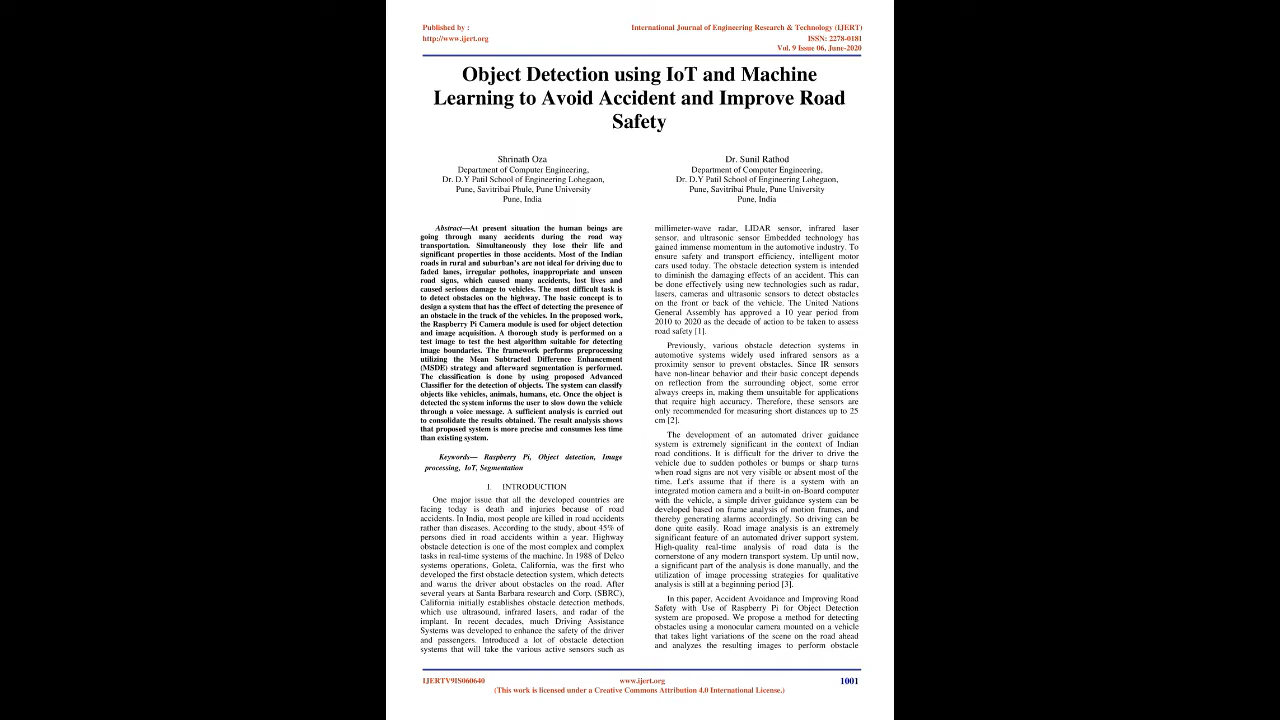 Published by :
http://www.ijert.org
International Journal of Engineering Research & Technology (IJERT)
ISSN: 2278-0181
Vol. 9 Issue 06, June-2020
Object Detection using IoT and Machine
Learning to Avoid Accident and Improve Road
Safety
Shrinath Oza
Department of Computer Engineering,
Dr. D.Y Patil School of Engineering Lohegaon,
Pune, Savitribai Phule, Pune University
Pune, India
Dr. Sunil Rathod
Department of Computer Engineering,
Dr. D.Y Patil School of Engineering Lohegaon,
Pune, Savitribai Phule, Pune University
Pune, India
Abstract—At present situation the human beings are
going through many accidents during the road way
transportation. Simultaneously they lose their life and
significant properties in those accidents. Most of the Indian
roads in rural and suburban's are not ideal for driving due to
faded lanes, irregular potholes, inappropriate and unseen
road signs, which caused many accidents, lost lives and
caused serious damage to vehicles. The most difficult task is
to detect obstacles on the highway. The basic concept is to
design a system that has the effect of detecting the presence of
an obstacle in the track of the vehicles. In the proposed work,
the Raspberry Pi Camera module is used for object detection
and image acquisition. A thorough study is performed on a
test image to test the best algorithm suitable for detecting
image boundaries. The framework performs preprocessing
utilizing the Mean Subtracted Difference Enhancement
(MSDE) strategy and afterward segmentation is performed.
The classification is done by using proposed Advanced
Classifier for the detection of objects. The system can classify
objects like vehicles, animals, humans, etc. Once the object is
detected the system informs the user to slow down the vehicle
through a voice message. A sufficient analysis is carried out
to consolidate the results obtained. The result analysis shows
that proposed system is more precise and consumes less time
than existing system.
Keywords— Raspberry Pi, Object detection, Image
processing, IoT, Segmentation
I. INTRODUCTION
One major issue that all the developed countries are
facing today is death and injuries because of road
accidents. In India, most people are killed in road accidents
rather than diseases. According to the study, about 45% of
persons died in road accidents within a year. Highway
obstacle detection is one of the most complex and complex
tasks in real-time systems of the machine. In 1988 of Delco
systems operations, Goleta, California, was the first who
developed the first obstacle detection system, which detects
and warns the driver about obstacles on the road. After
several years at Santa Barbara research and Corp. (SBRC),
California initially establishes obstacle detection methods,
which use ultrasound, infrared lasers, and radar of the
implant. In recent decades, much Driving Assistance
Systems was developed to enhance the safety of the driver
and passengers. Introduced a lot of obstacle detection
systems that will take the various active sensors such as
millimeter-wave radar, LIDAR sensor, infrared laser
sensor, and ultrasonic sensor Embedded technology has
gained immense momentum in the automotive industry. To
ensure safety and transport efficiency, intelligent motor
cars used today. The obstacle detection system is intended
to diminish the damaging effects of an accident. This can
be done effectively using new technologies such as radar,
lasers, cameras and ultrasonic sensors to detect obstacles
on the front or back of the vehicle. The United Nations
General Assembly has approved a 10 year period from
2010 to 2020 as the decade of action to be taken to assess
road safety [1].
Previously, various obstacle detection systems in
automotive systems widely used infrared sensors as a
proximity sensor to prevent obstacles. Since IR sensors
have non-linear behavior and their basic concept depends
on reflection from the surrounding object, some error
always creeps in, making them unsuitable for applications
that require high accuracy. Therefore, these sensors are
only recommended for measuring short distances up to 25
cm [2].
The development of an automated driver guidance
system is extremely significant in the context of Indian
road conditions. It is difficult for the driver to drive the
vehicle due to sudden potholes or bumps or sharp turns
when road signs are not very visible or absent most of the
time. Let's assume that if there is a system with an
integrated motion camera and a built-in on-Board computer
with the vehicle, a simple driver guidance system can be
developed based on frame analysis of motion frames, and
thereby generating alarms accordingly. So driving can be
done quite easily. Road image analysis is an extremely
significant feature of an automated driver support system.
High-quality real-time analysis of road data is the
cornerstone of any modern transport system. Up until now,
a significant part of the analysis is done manually, and the
utilization of image processing strategies for qualitative
analysis is still at a beginning period [3].
In this paper, Accident Avoidance and Improving Road
Safety with Use of Raspberry Pi for Object Detection
system are proposed. We propose a method for detecting
obstacles using a monocular camera mounted on a vehicle
that takes light variations of the scene on the road ahead
and analyzes the resulting images to perform obstacle
IJERTV9IS060640
www.ijert.org
1001
(This work is licensed under a Creative Commons Attribution 4.0 International License.)